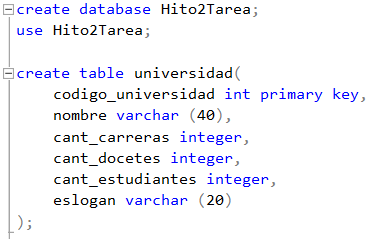 create database Hito2Tarea;
use Hito2Tarea;
create table universidad(
codigo_universidad int primary key,
nombre varchar (40),
cant_carreras integer,
cant_docetes integer,
cant_estudiantes integer,
eslogan varchar (20)
);